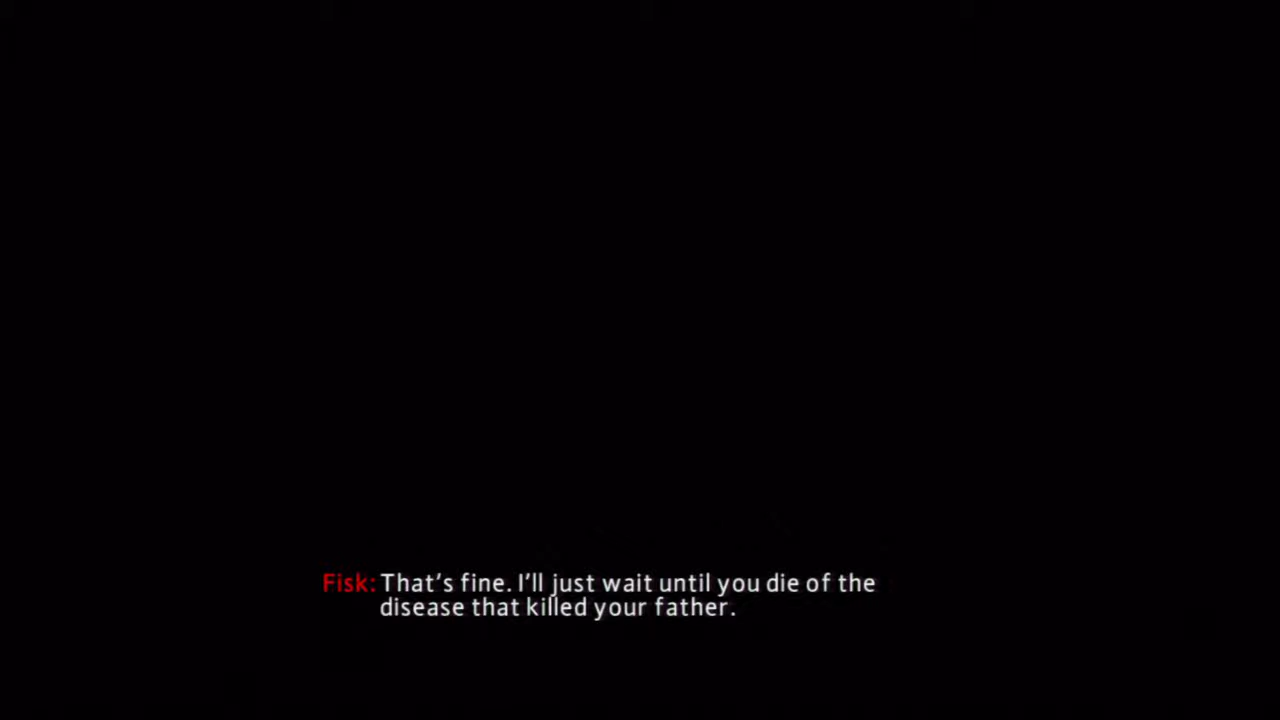 Fisk: That's fine. I'll just wait until you die of the
disease that killed your father.